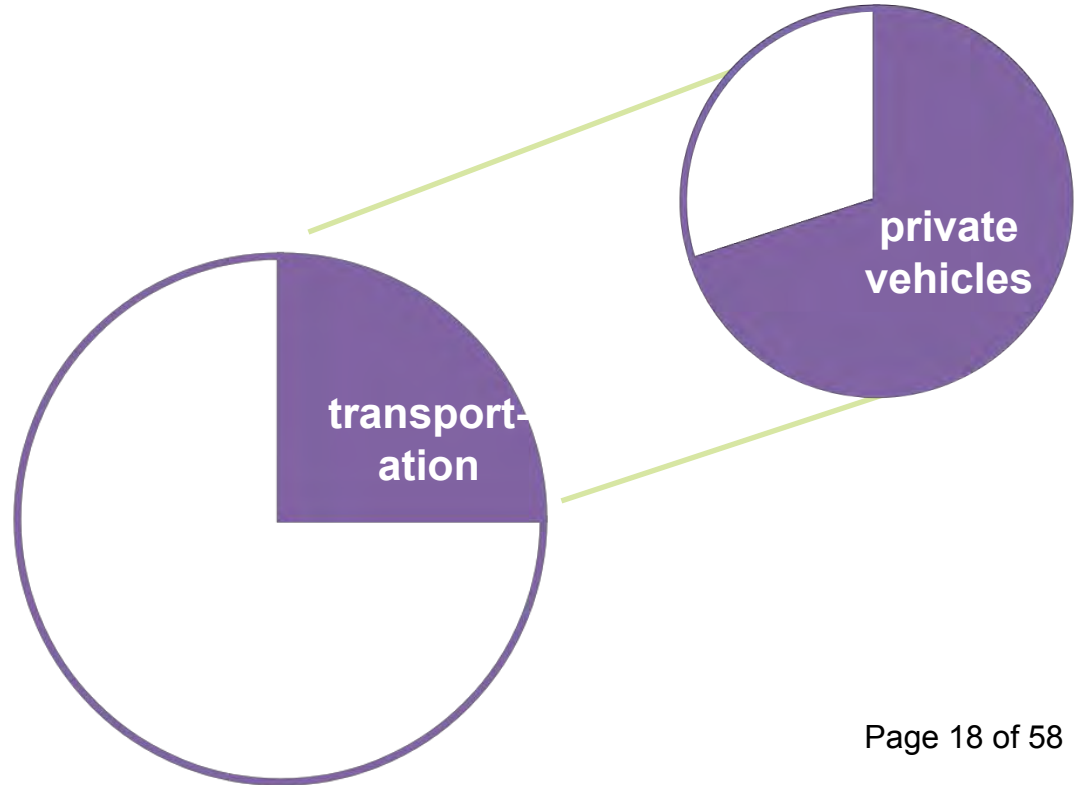 private
vehicles
transport-
ation
Page 18 of 58